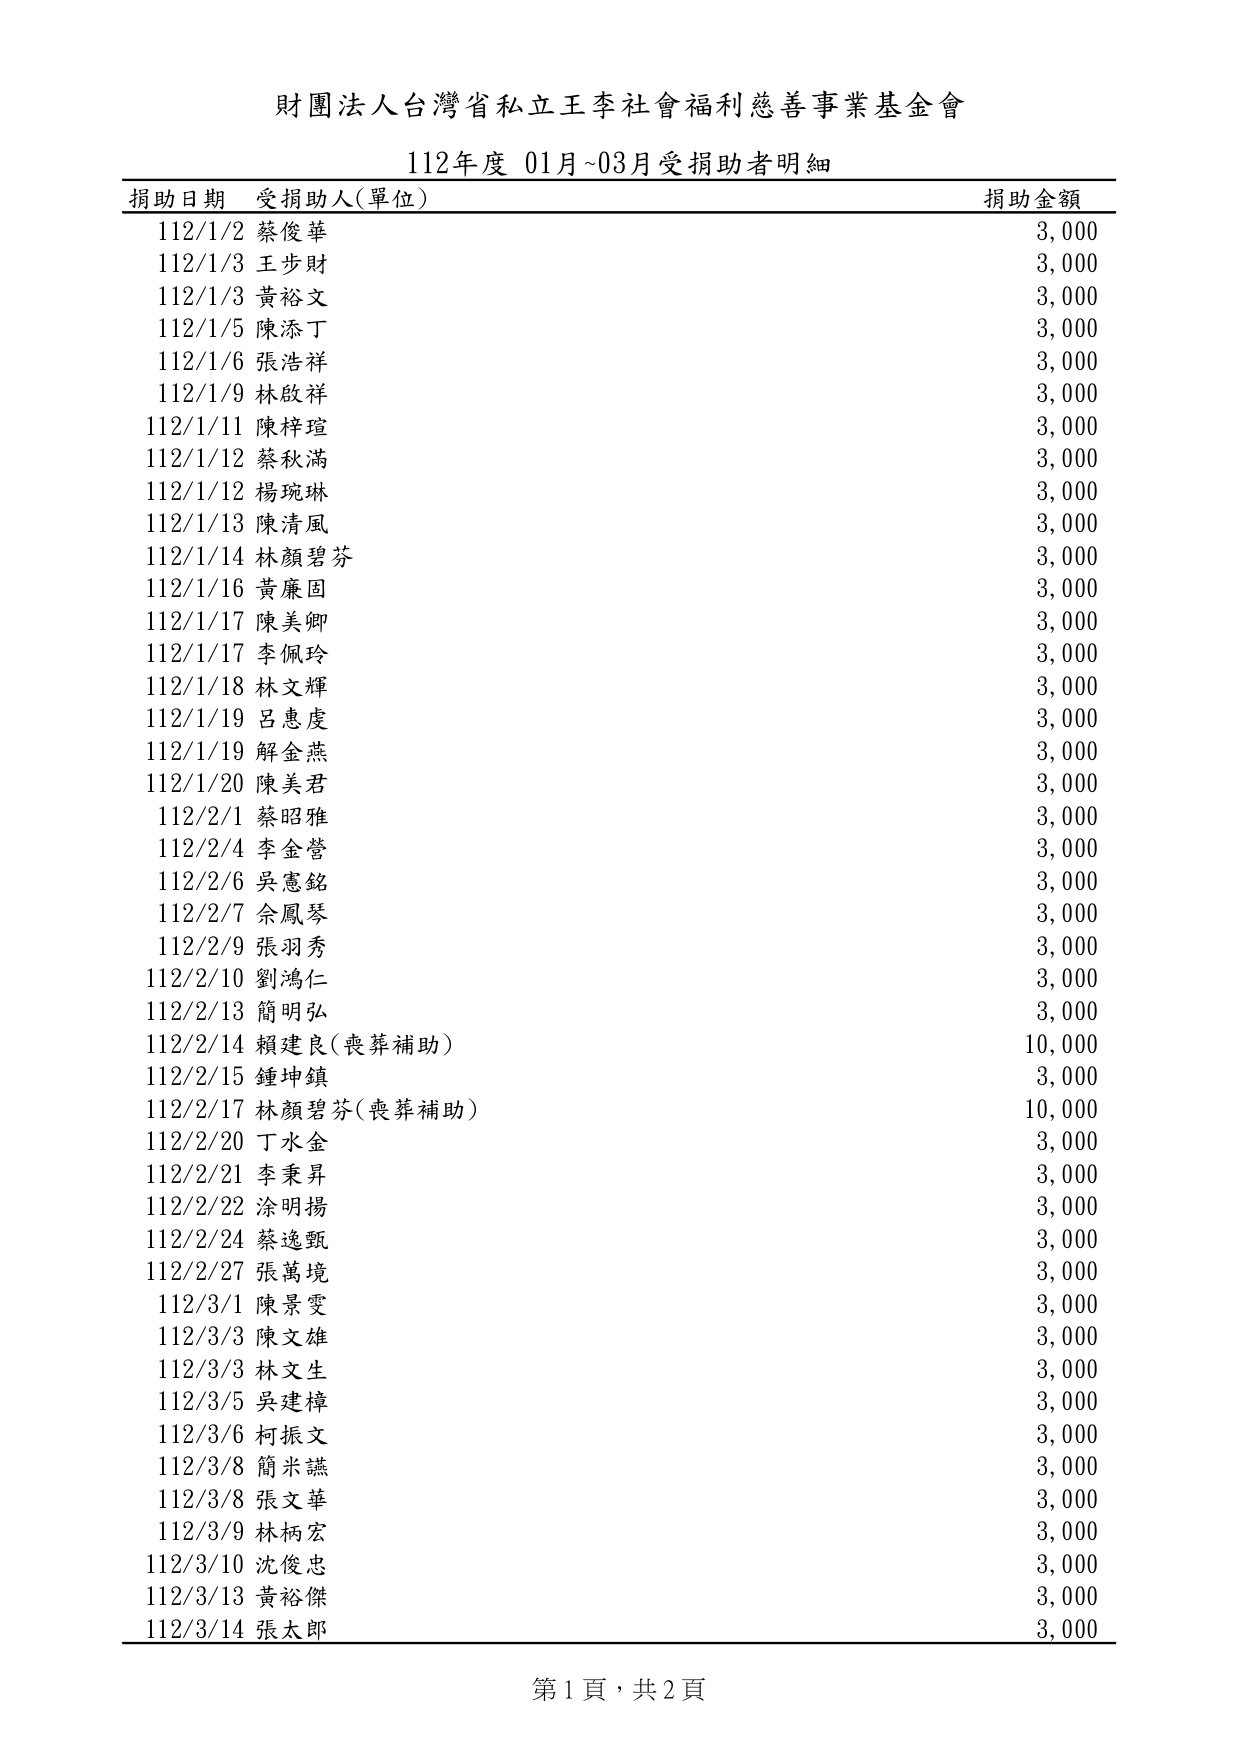 財團法人台灣省私立王李社會福利慈善事業基金會
112年度 01月~03月受捐助者明細
捐助日期 受捐助人(單位) 捐助金額
112/1/2 蔡俊華 3,000
112/1/3 王步財 3,000
112/1/3 黃裕文 3,000
112/1/5 陳添丁 3,000
112/1/6 張浩祥 3,000
112/1/9 林啟祥 3,000
112/1/11 陳梓瑄 3,000
112/1/12 蔡秋滿 3,000
112/1/12 楊琬琳 3,000
112/1/13 陳清風 3,000
112/1/14 林顏碧芬 3,000
112/1/16 黃廉固 3,000
112/1/17 陳美卿 3,000
112/1/17 李佩玲 3,000
112/1/18 林文輝 3,000
112/1/19 呂惠虔 3,000
112/1/19 解金燕 3,000
112/1/20 陳美君 3,000
112/2/1 蔡昭雅 3,000
112/2/4 李金營 3,000
112/2/6 吳憲銘 3,000
112/2/7 佘鳳琴 3,000
112/2/9 張羽秀 3,000
112/2/10 劉鴻仁 3,000
112/2/13 簡明弘 3,000
112/2/14 賴建良(喪葬補助) 10,000
112/2/15 鍾坤鎮 3,000
112/2/17 林顏碧芬(喪葬補助) 10,000
112/2/20 丁水金 3,000
112/2/21 李秉昇 3,000
112/2/22 涂明揚 3,000
112/2/24 蔡逸甄 3,000
112/2/27 張萬境 3,000
112/3/1 陳景雯 3,000
112/3/3 陳文雄 3,000
112/3/3 林文生 3,000
112/3/5 吳建樟 3,000
112/3/6 柯振文 3,000
112/3/8 簡米讌 3,000
112/3/8 張文華 3,000
112/3/9 林柄宏 3,000
112/3/10 沈俊忠 3,000
112/3/13 黃裕傑 3,000
112/3/14 張太郎 3,000
第 1 頁，共 2 頁